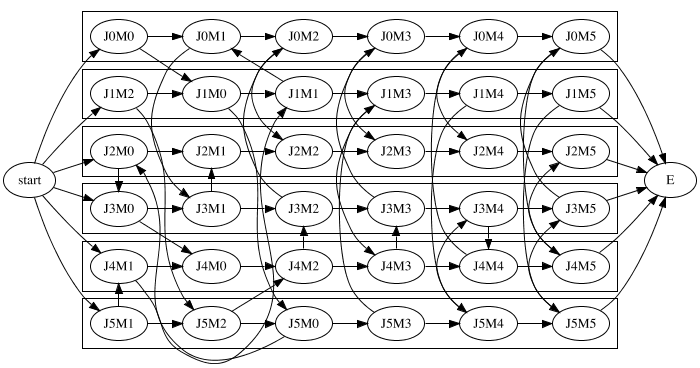 J0M0 J0M1 J0M2 J0M3 J0M4 J0M5
J1M2 J1M0 J1M1 J1M3 J1M4 J1M5
J2M0 J2M1 J2M2 J2M3 J2M4 J2M5
start E
J3M0 J3M1 J3M2 J3M3 J3M4 J3M5
J4M1 J4M0 J4M2 J4M3 J4M4 J4M5
J5M1 J5M2 J5M0 J5M3 J5M4 J5M5